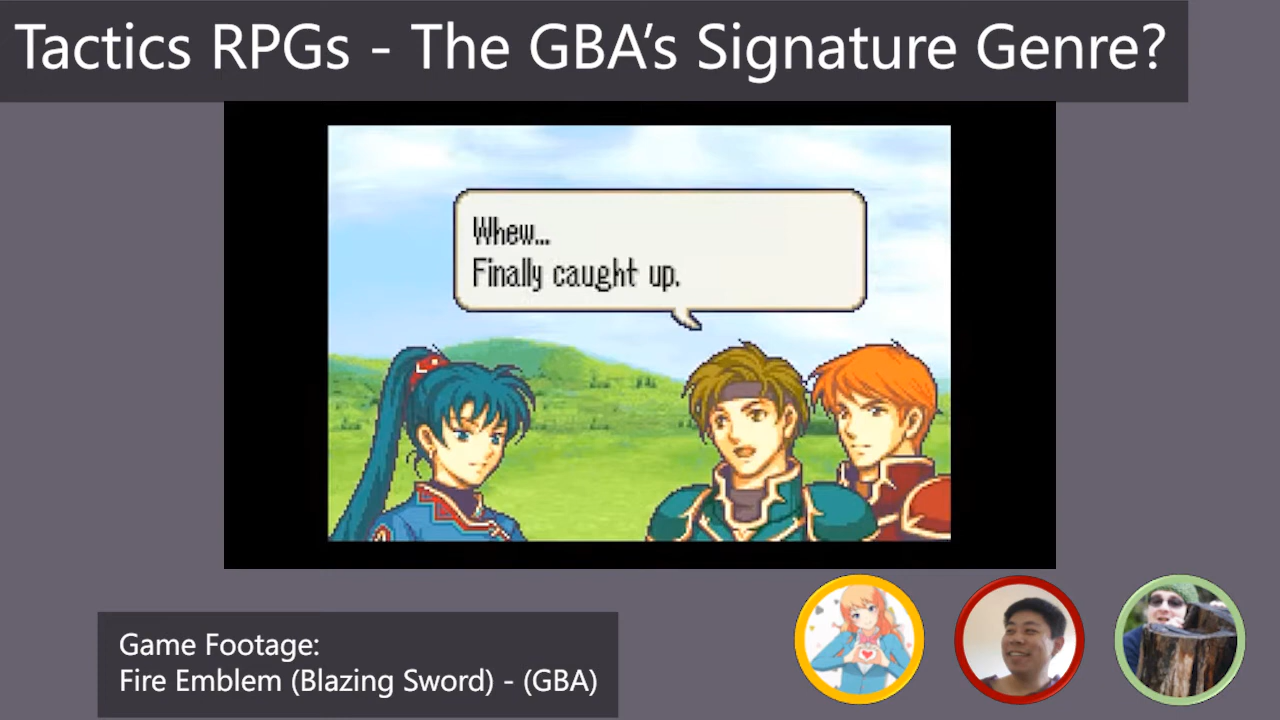 Tactics RPGs - The GBA's Signature Genre?
Whew...
Finally caught up.
Game Footage:
Fire Emblem (Blazing Sword) - (GBA)